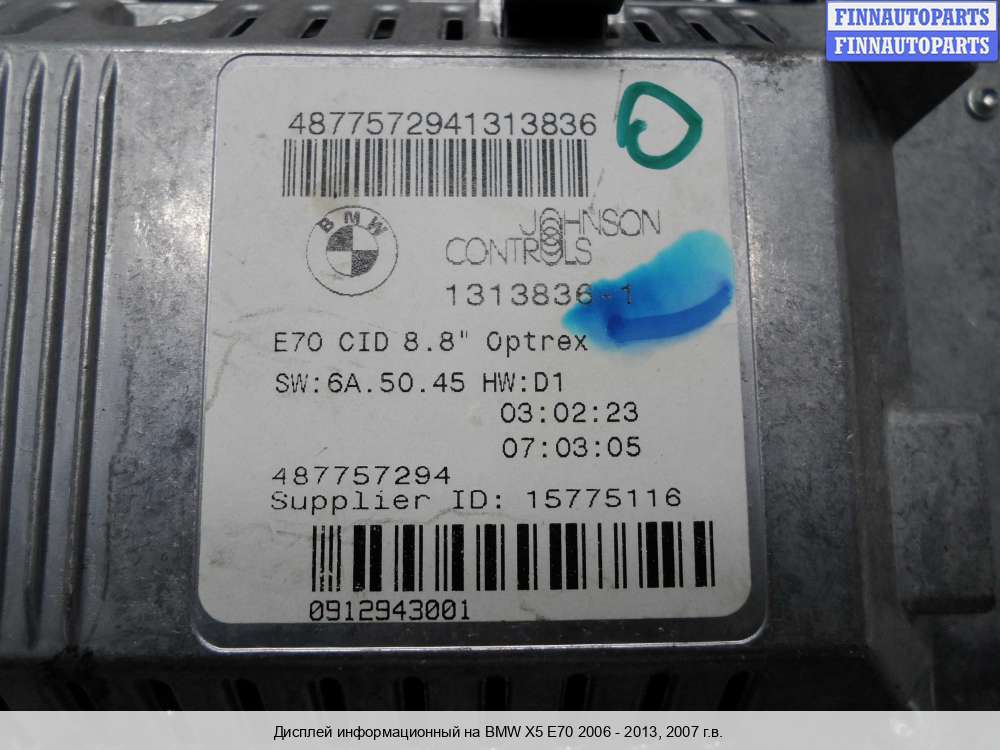 FINNAUTOPARTS
FINNAUTOPARTS
4877572941313836
BMW
JOHNSON
CONTROLS
1313836-1
E70 CID 8.8" Optrex
SW:6A.50.45 HW:D1
03:02:23
07:03:05
487757294
Supplier ID: 15775116
0912943001
Дисплей информационный на BMW X5 E70 2006 - 2013, 2007 г.в.